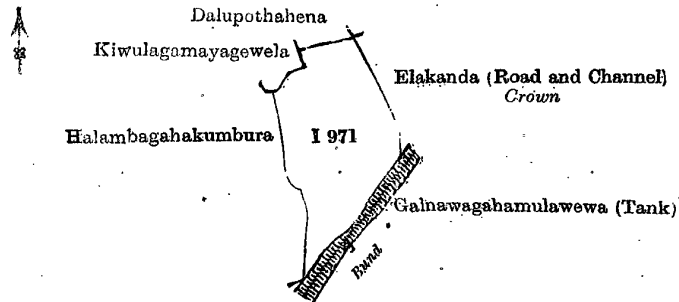 Dalupothahena
Kiwulagamayagewela
Elakanda (Road and Channel)
Crown
Halambagahakumbura
I 971
Galnawagahamulawewa (Tank)
Bund